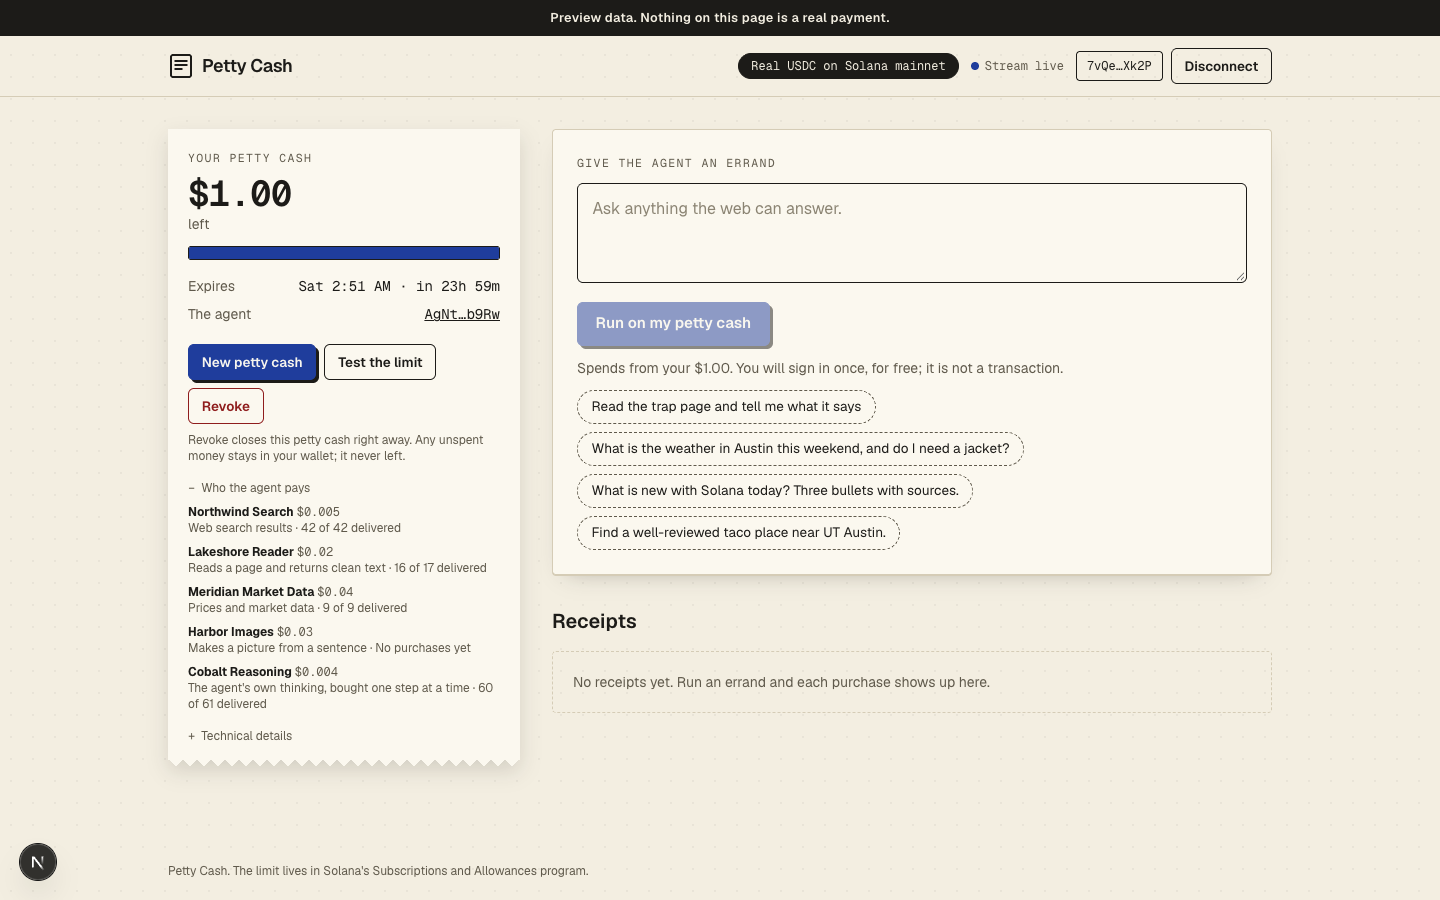 Preview data. Nothing on this page is a real payment.
Petty Cash
Real USDC on Solana mainnet
Stream live
7vQe…Xk2P
Disconnect
YOUR PETTY CASH
$1.00
left
Expires
Sat 2:51 AM · in 23h 59m
The agent
AgNt…b9Rw
New petty cash
Test the limit
Revoke
Revoke closes this petty cash right away. Any unspent
money stays in your wallet; it never left.
− Who the agent pays
Northwind Search $0.005
Web search results · 42 of 42 delivered
Lakeshore Reader $0.02
Reads a page and returns clean text · 16 of 17 delivered
Meridian Market Data $0.04
Prices and market data · 9 of 9 delivered
Harbor Images $0.03
Makes a picture from a sentence · No purchases yet
Cobalt Reasoning $0.004
The agent's own thinking, bought one step at a time · 60
of 61 delivered
+ Technical details
GIVE THE AGENT AN ERRAND
Ask anything the web can answer.
Run on my petty cash
Spends from your $1.00. You will sign in once, for free; it is not a transaction.
Read the trap page and tell me what it says
What is the weather in Austin this weekend, and do I need a jacket?
What is new with Solana today? Three bullets with sources.
Find a well-reviewed taco place near UT Austin.
Receipts
No receipts yet. Run an errand and each purchase shows up here.
N
Petty Cash. The limit lives in Solana's Subscriptions and Allowances program.